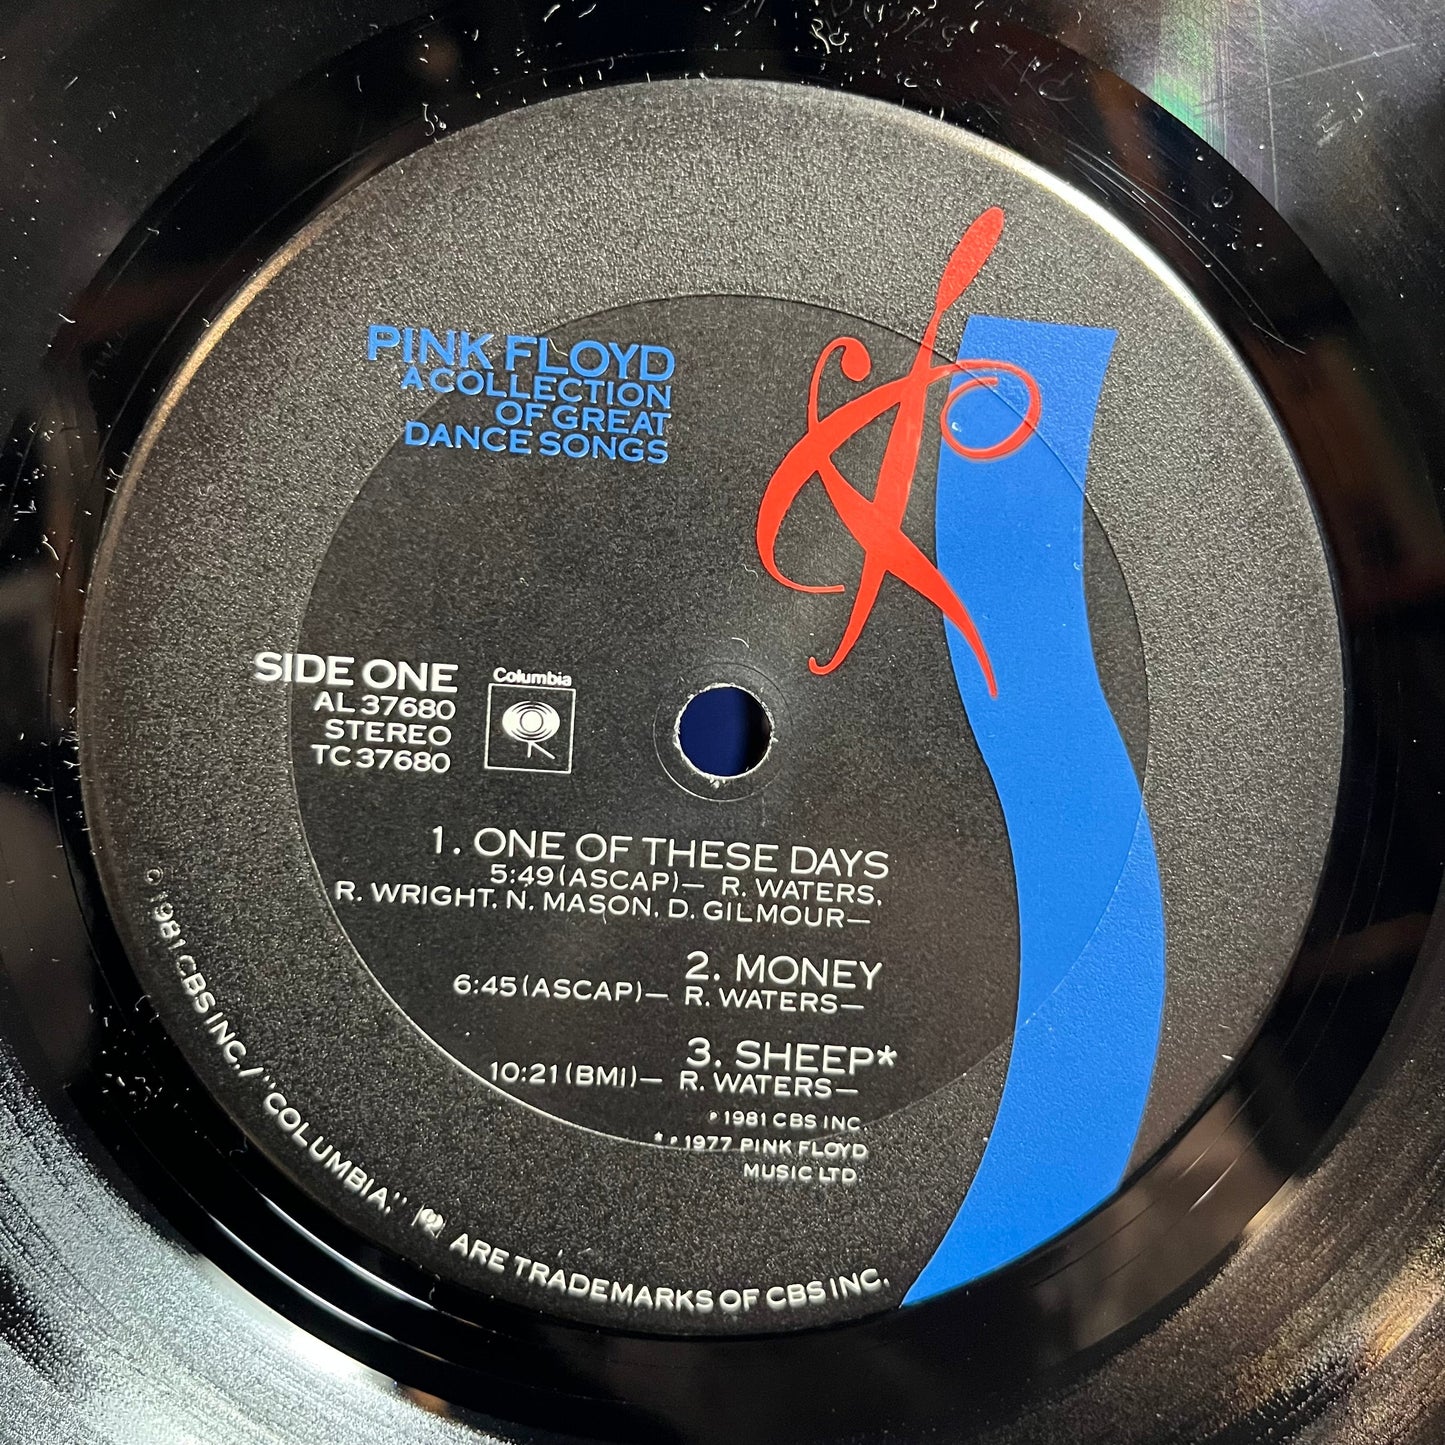 PINK FLOYD
A COLLECTION
OF GREAT
DANCE SONGS
SIDE ONE
AL 37680
STEREO
TC 37680
Columbia
1. ONE OF THESE DAYS
5:49 (ASCAP)— R. WATERS,
R. WRIGHT, N. MASON, D. GILMOUR—
2. MONEY
6:45 (ASCAP)— R. WATERS—
3. SHEEP*
10:21 (BMI)— R. WATERS—
℗ 1981 CBS INC.
* ℗ 1977 PINK FLOYD
MUSIC LTD.
© 1981 CBS INC./"COLUMBIA," ARE TRADEMARKS OF CBS INC.